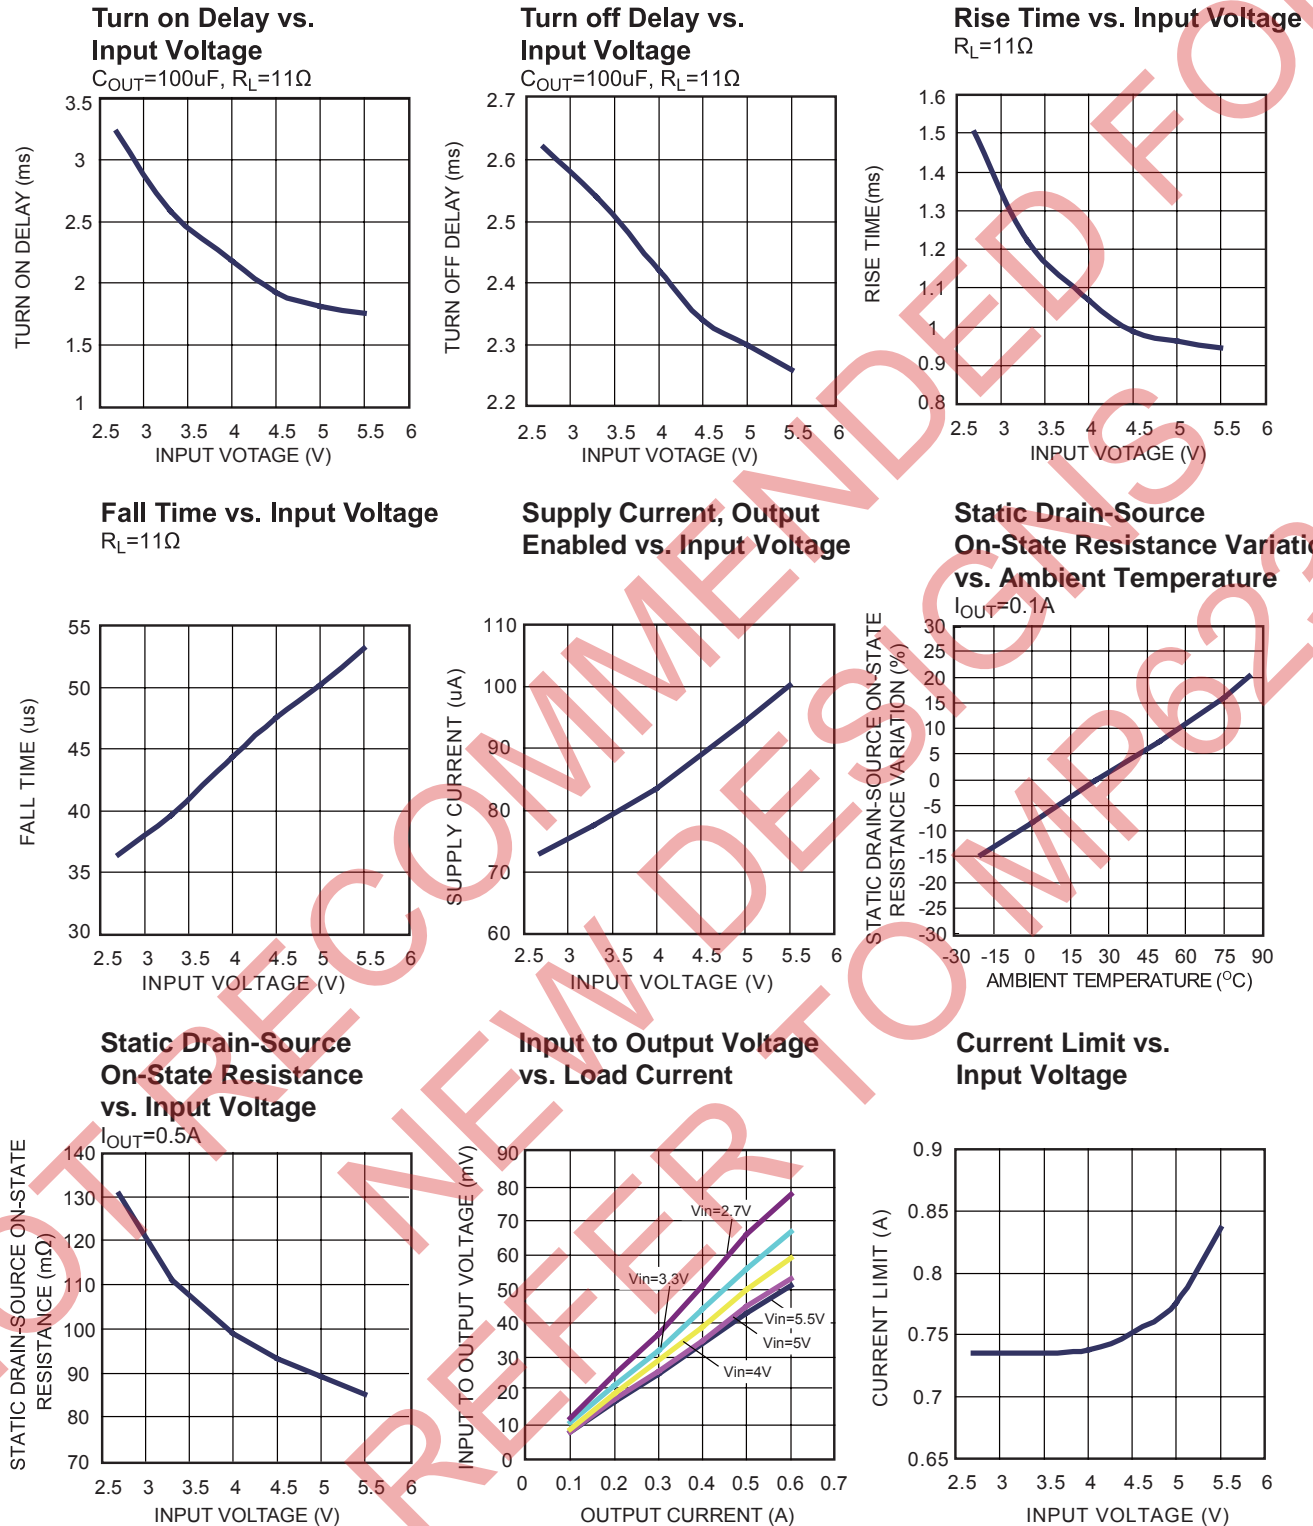 Turn on Delay vs.
Input Voltage
COUT=100uF, RL=11Ω
3.5
3
2.5
2
1.5
1
TURN ON DELAY (ms)
2.5 3 3.5 4 4.5 5 5.5 6
INPUT VOTAGE (V)
Turn off Delay vs.
Input Voltage
COUT=100uF, RL=11Ω
2.7
2.6
2.5
2.4
2.3
2.2
TURN OFF DELAY (ms)
2.5 3 3.5 4 4.5 5 5.5 6
INPUT VOTAGE (V)
Rise Time vs. Input Voltage
RL=11Ω
1.6
1.5
1.4
1.3
1.2
1.1
1
0.9
0.8
RISE TIME(ms)
2.5 3 3.5 4 4.5 5 5.5 6
INPUT VOTAGE (V)
Fall Time vs. Input Voltage
RL=11Ω
55
50
45
40
35
30
FALL TIME (us)
2.5 3 3.5 4 4.5 5 5.5 6
INPUT VOLTAGE (V)
Supply Current, Output
Enabled vs. Input Voltage
110
100
90
80
70
60
SUPPLY CURRENT (uA)
2.5 3 3.5 4 4.5 5 5.5 6
INPUT VOLTAGE (V)
Static Drain-Source
On-State Resistance Variatio
vs. Ambient Temperature
IOUT=0.1A
30
25
20
15
10
5
0
-5
-10
-15
-20
-25
-30
STATIC DRAIN-SOURCE ON-STATE
RESISTANCE VARIATION (%)
-30 -15 0 15 30 45 60 75 90
AMBIENT TEMPERATURE (OC)
Static Drain-Source
On-State Resistance
vs. Input Voltage
IOUT=0.5A
140
130
120
110
100
90
80
70
STATIC DRAIN-SOURCE ON-STATE
RESISTANCE (mΩ)
2.5 3 3.5 4 4.5 5 5.5 6
INPUT VOLTAGE (V)
Input to Output Voltage
vs. Load Current
90
80
70
60
50
40
30
20
10
0
INPUT TO OUTPUT VOLTAGE (mV)
Vin=2.7V
Vin=3.3V
Vin=5.5V
Vin=5V
Vin=4V
0 0.1 0.2 0.3 0.4 0.5 0.6 0.7
OUTPUT CURRENT (A)
Current Limit vs.
Input Voltage
0.9
0.85
0.8
0.75
0.7
0.65
CURRENT LIMIT (A)
2.5 3 3.5 4 4.5 5 5.5 6
INPUT VOLTAGE (V)
OT RECOMMENDED FO
NEW DESIGNS
REFER TO MP623